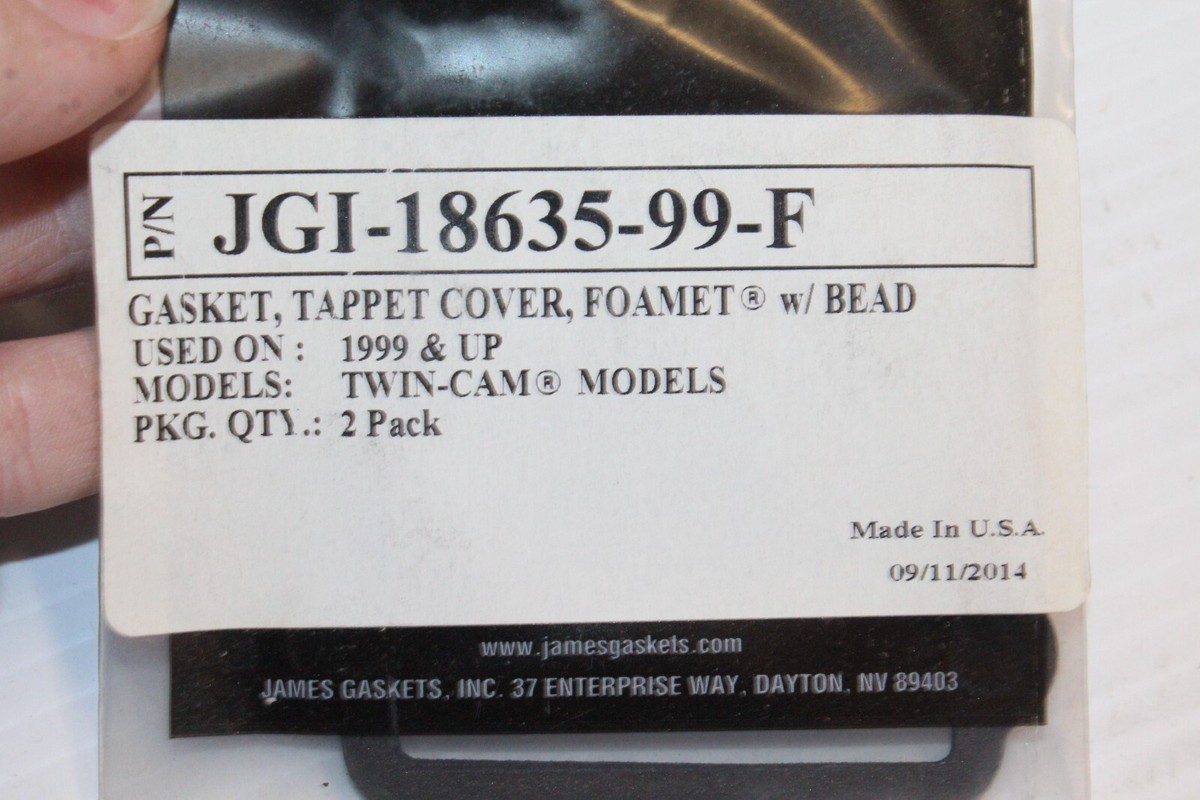 P/N JGI-18635-99-F
GASKET, TAPPET COVER, FOAMET® w/ BEAD
USED ON : 1999 & UP
MODELS: TWIN-CAM® MODELS
PKG. QTY.: 2 Pack
Made In U.S.A.
09/11/2014
www.jamesgaskets.com
JAMES GASKETS, INC. 37 ENTERPRISE WAY, DAYTON, NV 89403